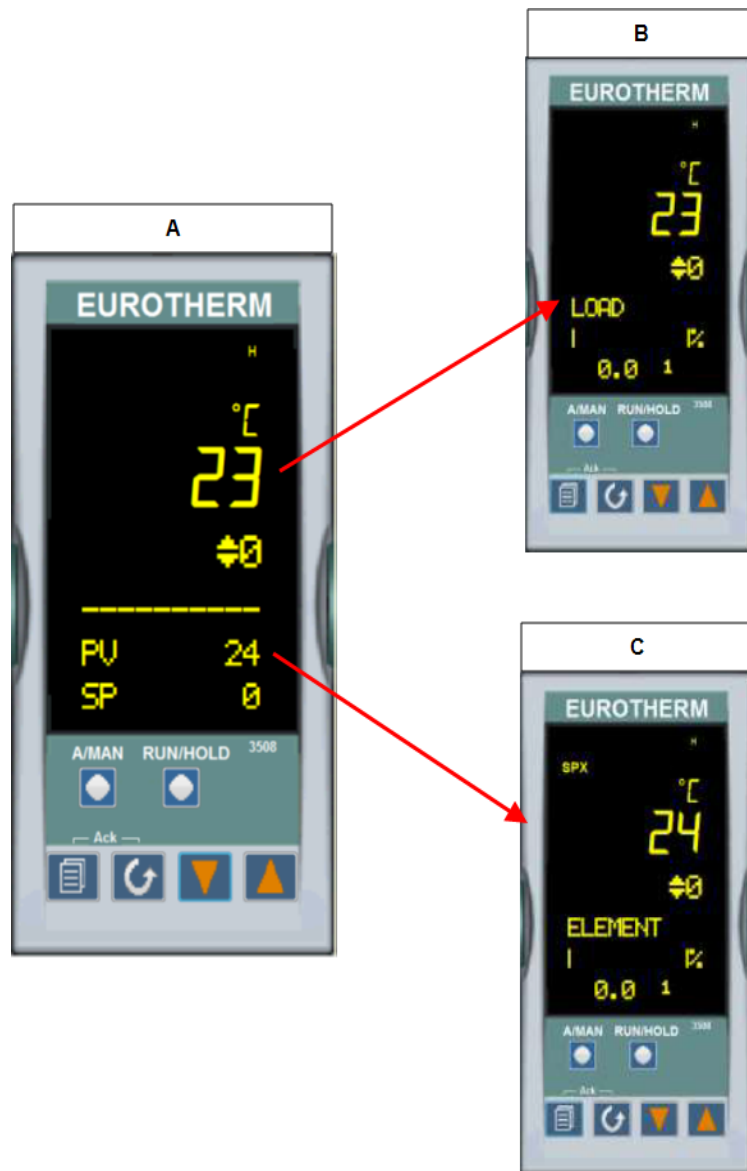 A
EUROTHERM
H
°C
23
0
----------
PV 24
SP 0
A/MAN RUN/HOLD 3508
Ack
B
EUROTHERM
H
°C
23
0
LOAD
%
0.0 1
A/MAN RUN/HOLD 3508
Ack
C
EUROTHERM
H
SPX
°C
24
0
ELEMENT
%
0.0 1
A/MAN RUN/HOLD 3508
Ack